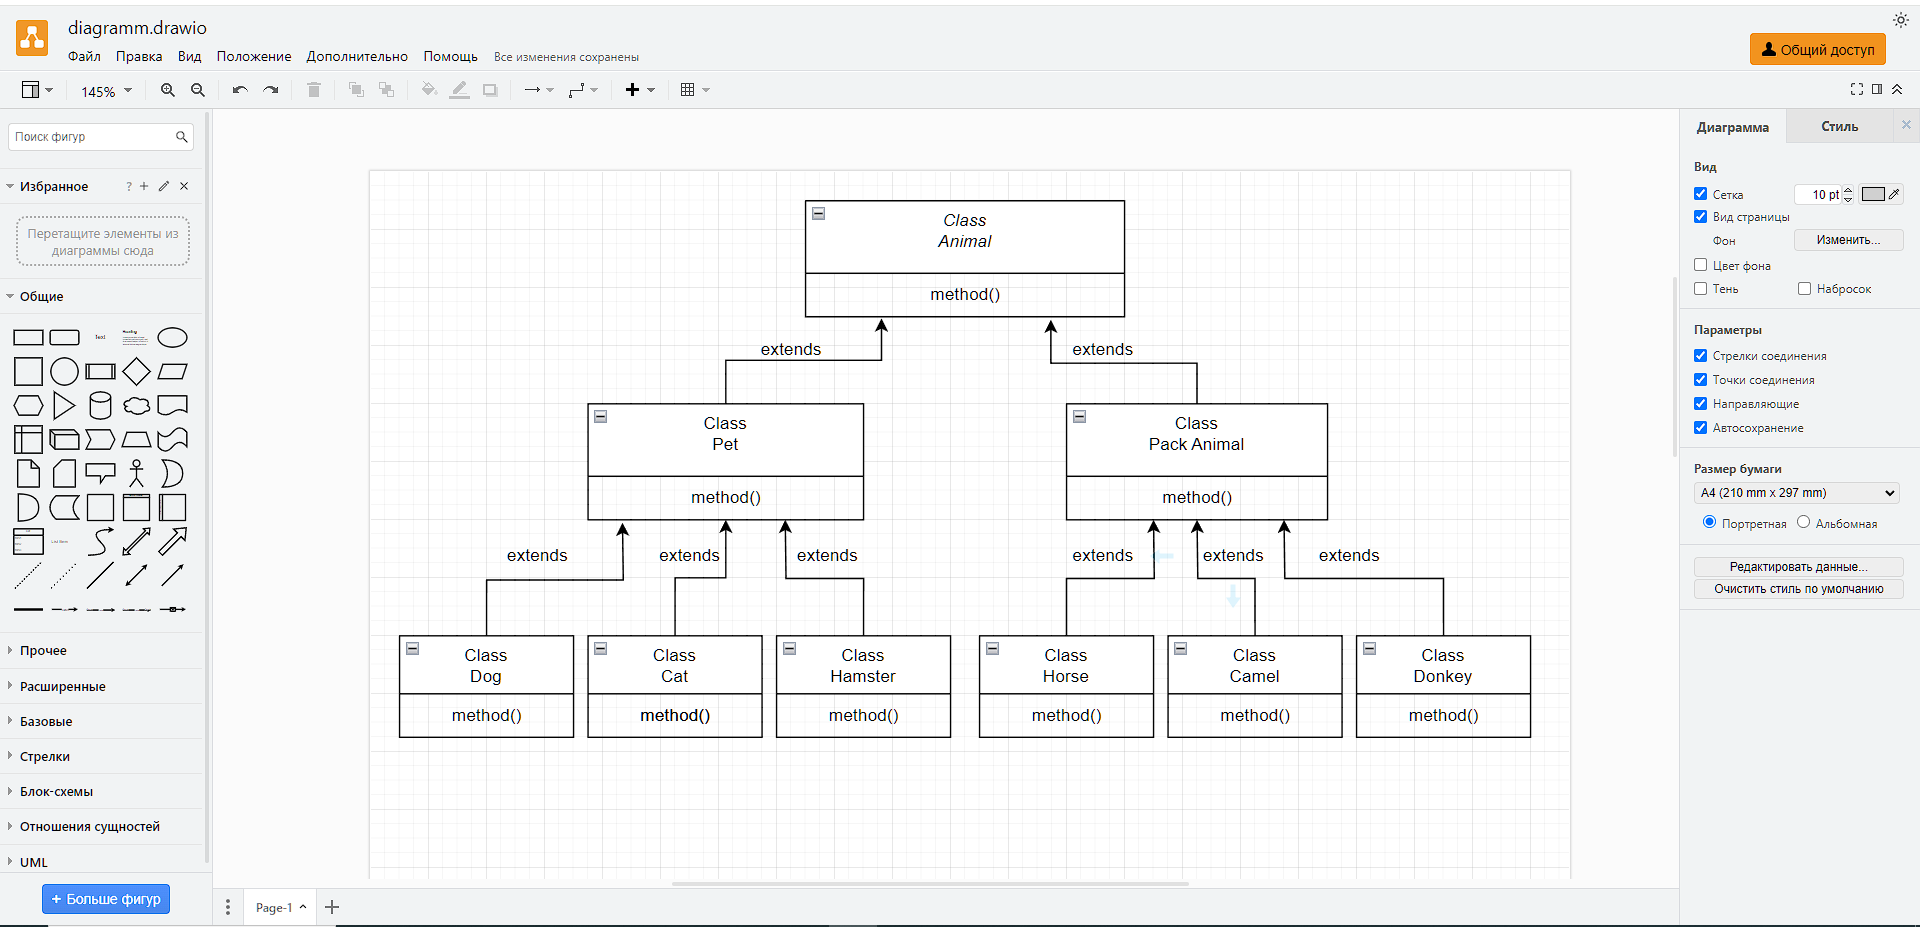 diagramm.drawio
Файл Правка Вид Положение Дополнительно Помощь Все изменения сохранены
Общий доступ
145%
Поиск фигур
Избранное ?
Перетащите элементы из
диаграммы сюда
Общие
Text
Heading
Прочее
Расширенные
Базовые
Стрелки
Блок-схемы
Отношения сущностей
UML
+ Больше фигур
Class
Animal
method()
extends
extends
Class
Pet
method()
Class
Pack Animal
method()
extends
extends
extends
extends
extends
extends
Class
Dog
method()
Class
Cat
method()
Class
Hamster
method()
Class
Horse
method()
Class
Camel
method()
Class
Donkey
method()
Page-1
Диаграмма Стиль
Вид
Сетка 10 pt
Вид страницы
Фон Изменить...
Цвет фона
Тень Набросок
Параметры
Стрелки соединения
Точки соединения
Направляющие
Автосохранение
Размер бумаги
A4 (210 mm x 297 mm)
Портретная Альбомная
Редактировать данные...
Очистить стиль по умолчанию